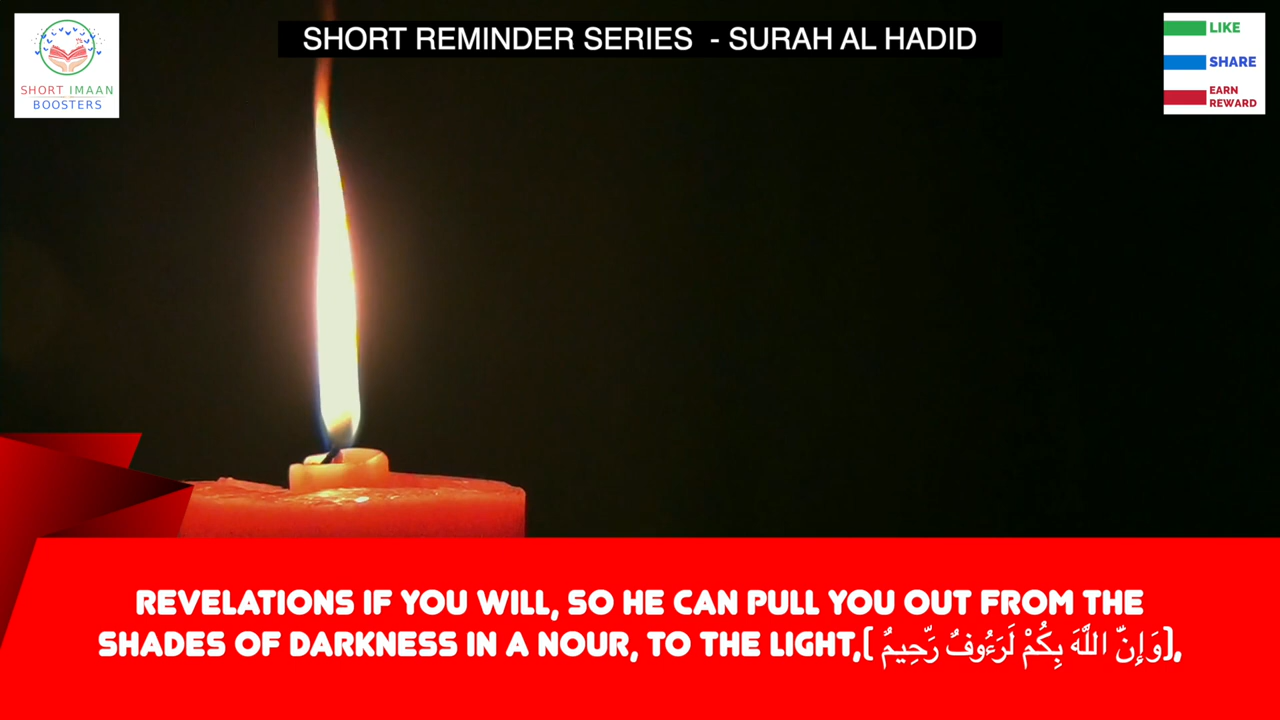 SHORT REMINDER SERIES - SURAH AL HADID
SHORT IMAAN
BOOSTERS
LIKE
SHARE
EARN
REWARD
REVELATIONS IF YOU WILL, SO HE CAN PULL YOU OUT FROM THE
SHADES OF DARKNESS IN A NOUR, TO THE LIGHT,( وَإِنَّ اللَّهَ بِكُمْ لَرَءُوفٌ رَّحِيمٌ),